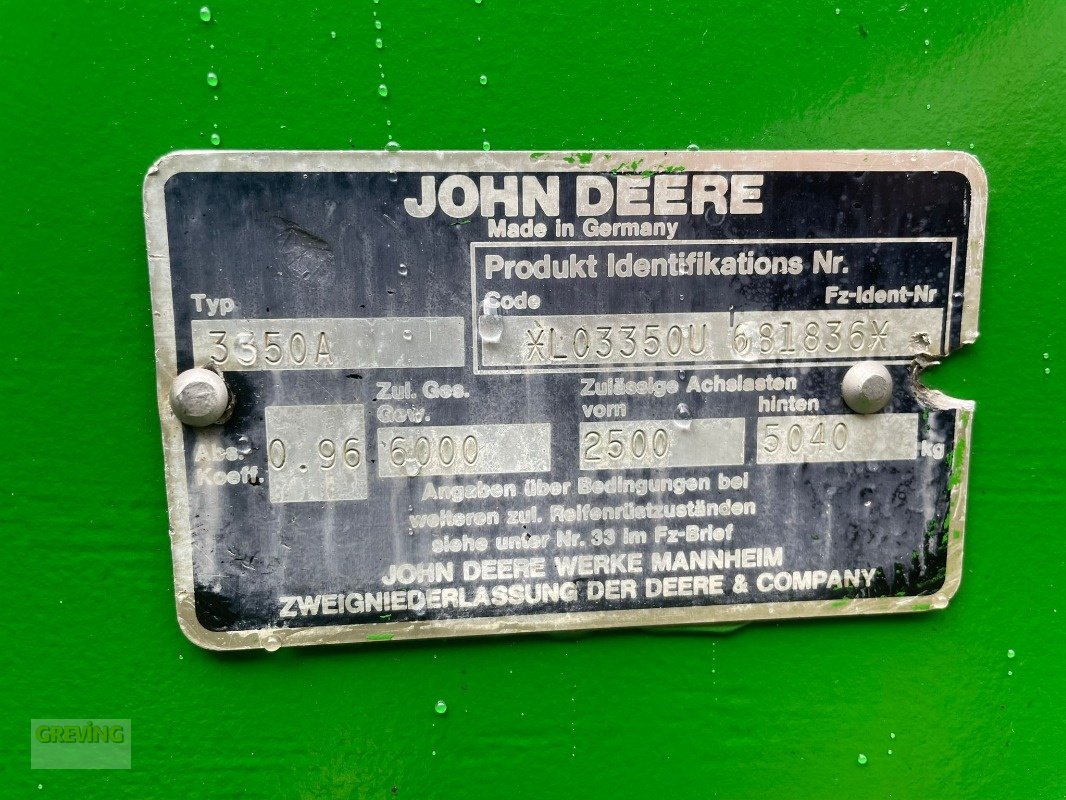 JOHN DEERE
Made in Germany
Produkt Identifikations Nr.
Code Fz-Ident-Nr
*L03350U 681836*
Typ
3350A
Zul. Ges.
Gew.
6000
Zulässige Achslasten
vorn hinten
2500 5040 kg
Abs.-
Koeff. 0.96
Angaben über Bedingungen bei
weiteren zul. Reifenrüstzuständen
siehe unter Nr. 33 im Fz-Brief
JOHN DEERE WERKE MANNHEIM
ZWEIGNIEDERLASSUNG DER DEERE & COMPANY
GREVING